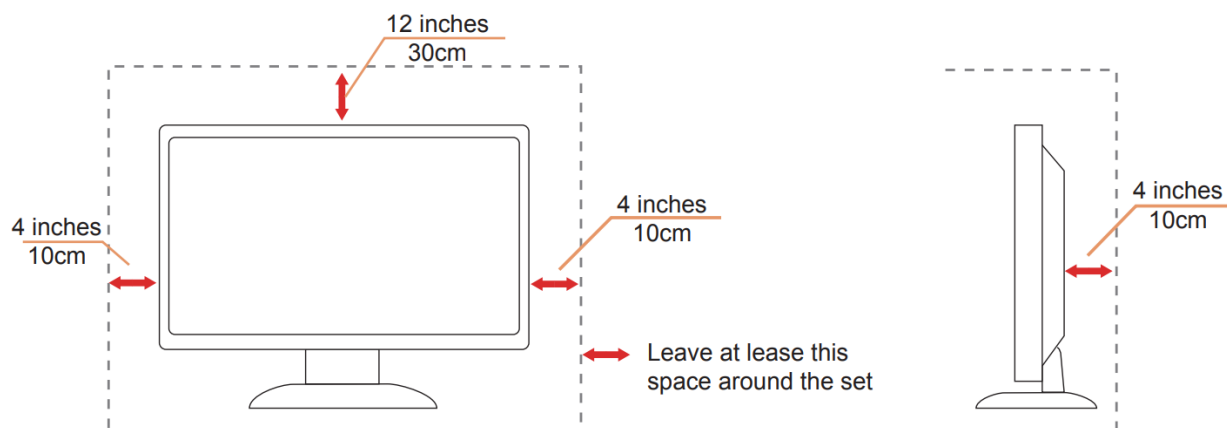 12 inches
30cm
4 inches
10cm
4 inches
10cm
Leave at lease this
space around the set
4 inches
10cm